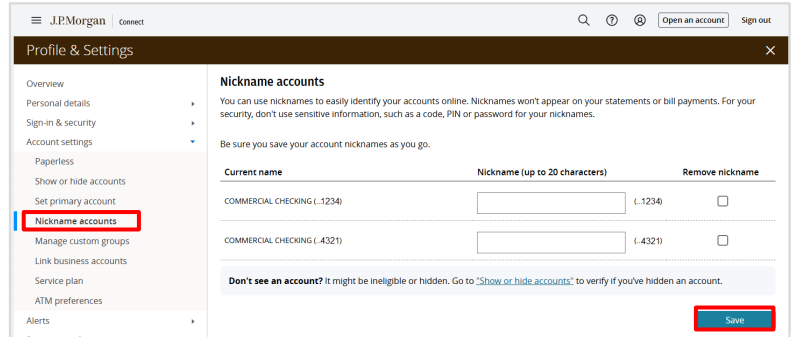 J.P.Morgan | Connect
Open an account
Sign out
Profile & Settings
Overview
Personal details
Sign-in & security
Account settings
Paperless
Show or hide accounts
Set primary account
Nickname accounts
Manage custom groups
Link business accounts
Service plan
ATM preferences
Alerts
Nickname accounts
You can use nicknames to easily identify your accounts online. Nicknames won't appear on your statements or bill payments. For your
security, don't use sensitive information, such as a code, PIN or password for your nicknames.
Be sure you save your account nicknames as you go.
Current name Nickname (up to 20 characters) Remove nickname
COMMERCIAL CHECKING (...1234) (...1234)
COMMERCIAL CHECKING (...4321) (...4321)
Don't see an account? It might be ineligible or hidden. Go to "Show or hide accounts" to verify if you've hidden an account.
Save